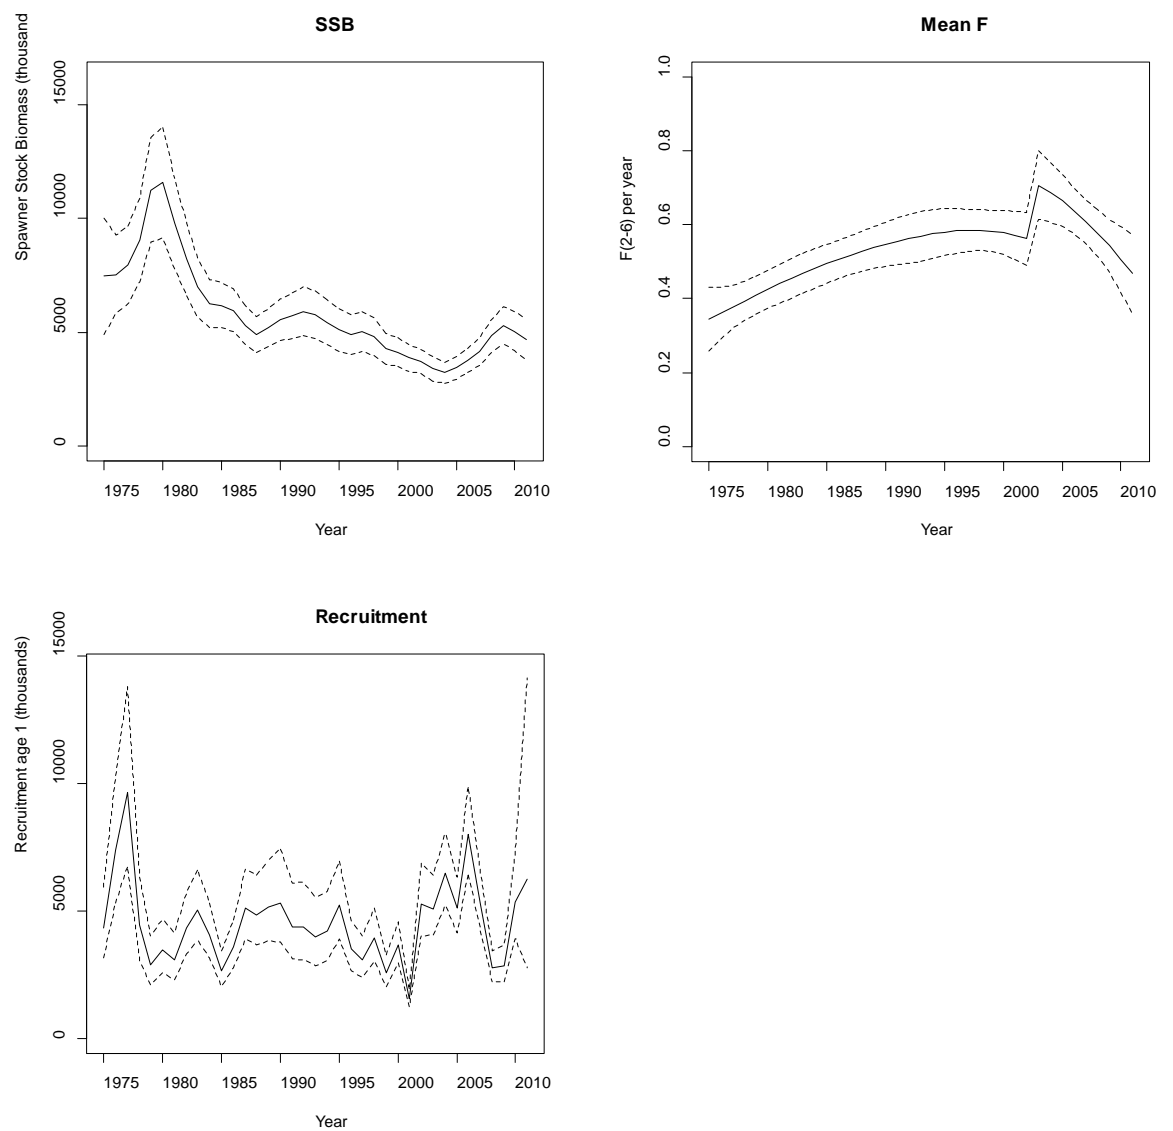 SSB
Spawner Stock Biomass (thousand
15000
10000
5000
0
1975 1980 1985 1990 1995 2000 2005 2010
Year
Mean F
F(2-6) per year
1.0
0.8
0.6
0.4
0.2
0.0
1975 1980 1985 1990 1995 2000 2005 2010
Year
Recruitment
Recruitment age 1 (thousands)
15000
10000
5000
0
1975 1980 1985 1990 1995 2000 2005 2010
Year